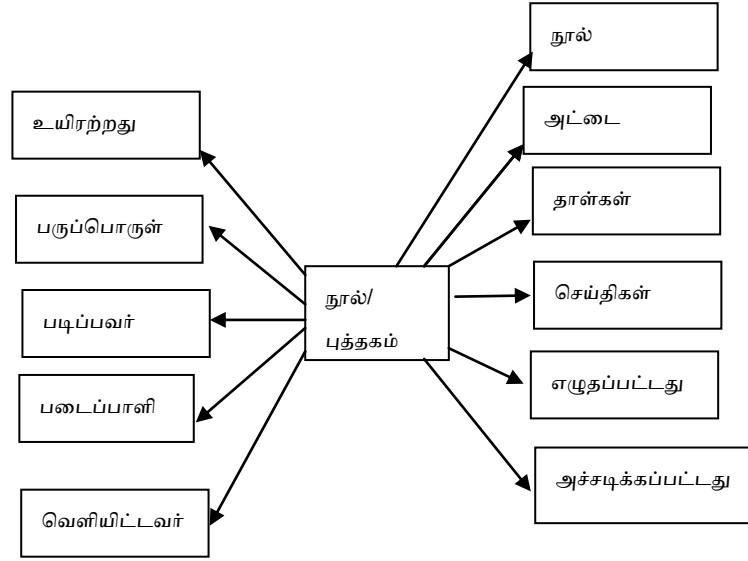 நூல்
அட்டை
தாள்கள்
செய்திகள்
எழுதப்பட்டது
அச்சடிக்கப்பட்டது
உயிரற்றது
பருப்பொருள்
படிப்பவர்
படைப்பாளி
வெளியிட்டவர்
நூல்/
புத்தகம்